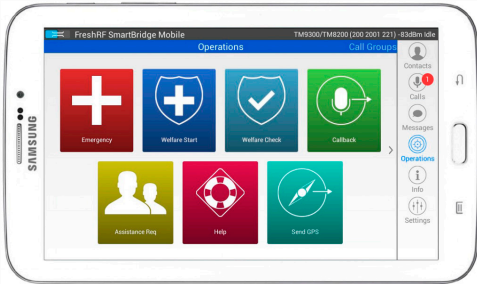 FreshRF SmartBridge Mobile
TM9300/TM8200 (200 2001 221) -83dBm Idle
Operations
Call Groups
Contacts
1
Calls
Messages
Operations
Info
Settings
Emergency
Welfare Start
Welfare Check
Callback
Assistance Req
Help
Send GPS
SAMSUNG